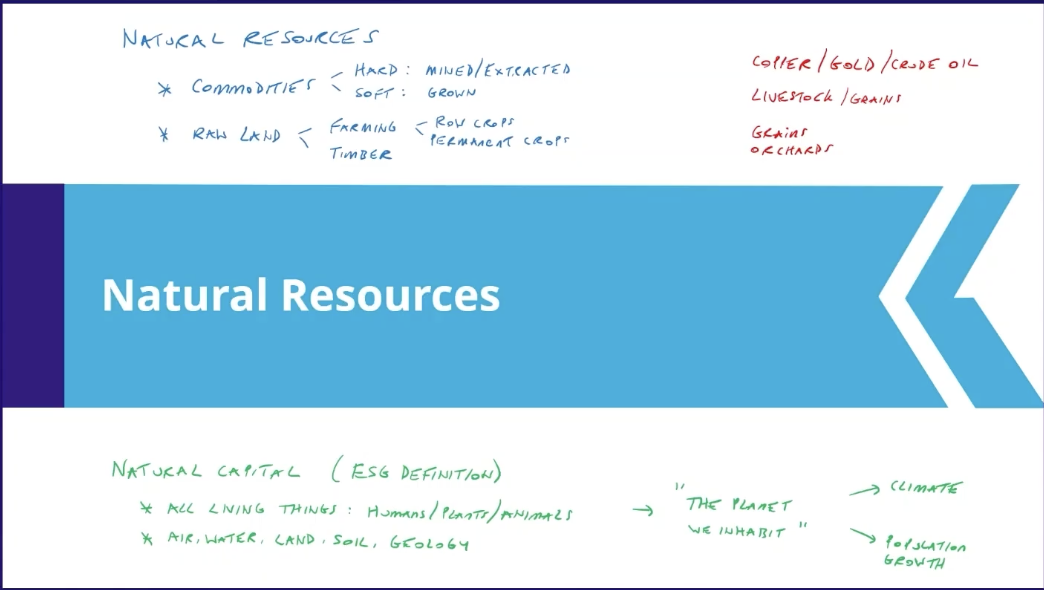 NATURAL RESOURCES
* COMMODITIES
HARD: MINED/EXTRACTED
SOFT: GROWN
* RAW LAND
FARMING
ROW CROPS
PERMANENT CROPS
TIMBER
COPPER/GOLD/CRUDE OIL
LIVESTOCK/GRAINS
GRAINS
ORCHARDS
Natural Resources
NATURAL CAPITAL (ESG DEFINITION)
* ALL LIVING THINGS: HUMANS/PLANTS/ANIMALS
* AIR, WATER, LAND, SOIL, GEOLOGY
"THE PLANET
WE INHABIT"
CLIMATE
POPULATION
GROWTH